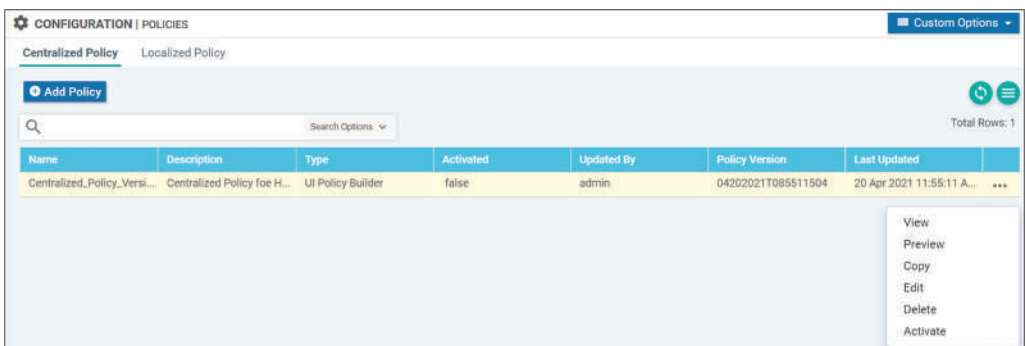 CONFIGURATION | POLICIES
Custom Options
Centralized Policy Localized Policy
Add Policy
Search Options
Total Rows: 1
Name Description Type Activated Updated By Policy Version Last Updated
Centralized_Policy_Versi... Centralized Policy foe H... UI Policy Builder false admin 04202021T085511504 20 Apr 2021 11:55:11 A... •••
View
Preview
Copy
Edit
Delete
Activate